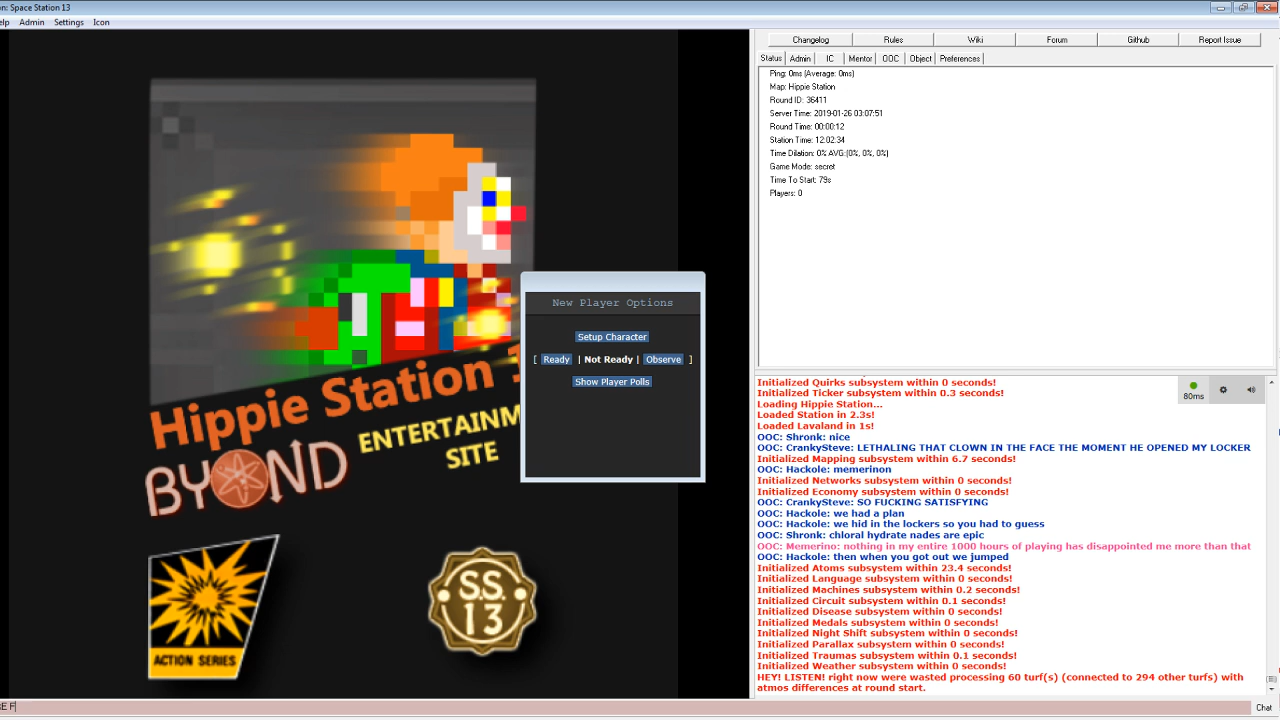 n: Space Station 13
elp Admin Settings Icon
Changelog Rules Wiki Forum Github Report Issue
Status Admin IC Mentor OOC Object Preferences
Ping: 0ms (Average: 0ms)
Map: Hippie Station
Round ID: 36411
Server Time: 2019-01-26 03:07:51
Round Time: 00:00:12
Station Time: 12:02:34
Time Dilation: 0% AVG:(0%, 0%, 0%)
Game Mode: secret
Time To Start: 79s
Players: 0
New Player Options
Setup Character
[ Ready | Not Ready | Observe ]
Show Player Polls
Hippie Station 1
BYOND
ENTERTAINM
SITE
ACTION SERIES
S.S.
13
Initialized Quirks subsystem within 0 seconds!
Initialized Ticker subsystem within 0.3 seconds!
Loading Hippie Station...
Loaded Station in 2.3s!
Loaded Lavaland in 1s!
OOC: Shronk: nice
OOC: CrankySteve: LETHALING THAT CLOWN IN THE FACE THE MOMENT HE OPENED MY LOCKER
Initialized Mapping subsystem within 6.7 seconds!
OOC: Hackole: memerinon
Initialized Networks subsystem within 0 seconds!
Initialized Economy subsystem within 0 seconds!
OOC: CrankySteve: SO FUCKING SATISFYING
OOC: Hackole: we had a plan
OOC: Hackole: we hid in the lockers so you had to guess
OOC: Shronk: chloral hydrate nades are epic
OOC: Memerino: nothing in my entire 1000 hours of playing has disappointed me more than that
OOC: Hackole: then when you got out we jumped
Initialized Atoms subsystem within 23.4 seconds!
Initialized Language subsystem within 0 seconds!
Initialized Machines subsystem within 0.2 seconds!
Initialized Circuit subsystem within 0.1 seconds!
Initialized Disease subsystem within 0 seconds!
Initialized Medals subsystem within 0 seconds!
Initialized Night Shift subsystem within 0 seconds!
Initialized Parallax subsystem within 0 seconds!
Initialized Traumas subsystem within 0.1 seconds!
Initialized Weather subsystem within 0 seconds!
HEY! LISTEN! right now were wasted processing 60 turf(s) (connected to 294 other turfs) with
atmos differences at round start.
80ms
E F
Chat